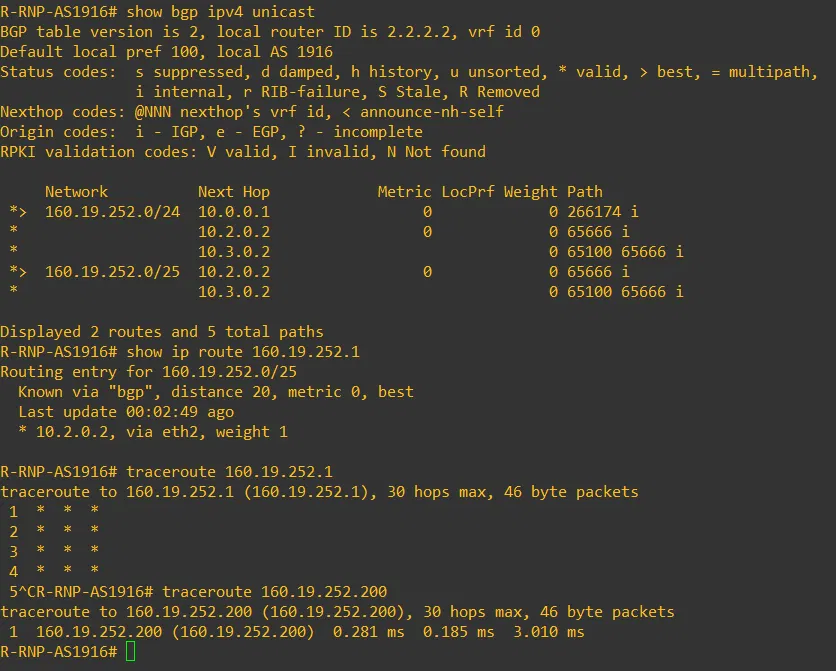 R-RNP-AS1916# show bgp ipv4 unicast
BGP table version is 2, local router ID is 2.2.2.2, vrf id 0
Default local pref 100, local AS 1916
Status codes:  s suppressed, d damped, h history, u unsorted, * valid, > best, = multipath,
               i internal, r RIB-failure, S Stale, R Removed
Nexthop codes: @NNN nexthop's vrf id, < announce-nh-self
Origin codes:  i - IGP, e - EGP, ? - incomplete
RPKI validation codes: V valid, I invalid, N Not found

     Network          Next Hop            Metric LocPrf Weight Path
 *>  160.19.252.0/24  10.0.0.1                 0             0 266174 i
 *                    10.2.0.2                 0             0 65666 i
 *                    10.3.0.2                               0 65100 65666 i
 *>  160.19.252.0/25  10.2.0.2                 0             0 65666 i
 *                    10.3.0.2                               0 65100 65666 i

Displayed 2 routes and 5 total paths
R-RNP-AS1916# show ip route 160.19.252.1
Routing entry for 160.19.252.0/25
  Known via "bgp", distance 20, metric 0, best
  Last update 00:02:49 ago
  * 10.2.0.2, via eth2, weight 1

R-RNP-AS1916# traceroute 160.19.252.1
traceroute to 160.19.252.1 (160.19.252.1), 30 hops max, 46 byte packets
 1  *  *  *
 2  *  *  *
 3  *  *  *
 4  *  *  *
 5^CR-RNP-AS1916# traceroute 160.19.252.200
traceroute to 160.19.252.200 (160.19.252.200), 30 hops max, 46 byte packets
 1  160.19.252.200 (160.19.252.200)  0.281 ms  0.185 ms  3.010 ms
R-RNP-AS1916#